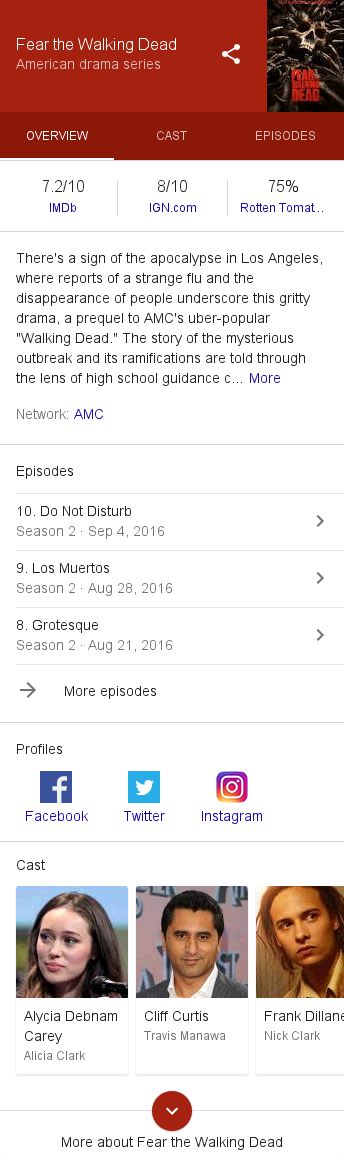 Fear the Walking Dead
American drama series
FEAR THE WALKING DEAD
OVERVIEW CAST EPISODES
7.2/10 8/10 75%
IMDb IGN.com Rotten Tomat...
There's a sign of the apocalypse in Los Angeles,
where reports of a strange flu and the
disappearance of people underscore this gritty
drama, a prequel to AMC's uber-popular
"Walking Dead." The story of the mysterious
outbreak and its ramifications are told through
the lens of high school guidance c... More
Network: AMC
Episodes
10. Do Not Disturb
Season 2 · Sep 4, 2016
9. Los Muertos
Season 2 · Aug 28, 2016
8. Grotesque
Season 2 · Aug 21, 2016
More episodes
Profiles
Facebook Twitter Instagram
Cast
Alycia Debnam Carey
Alicia Clark
Cliff Curtis
Travis Manawa
Frank Dillane
Nick Clark
More about Fear the Walking Dead